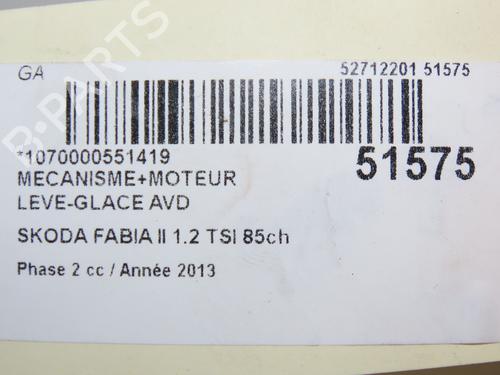 GA
52712201 51575
*1070000551419
51575
MECANISME+MOTEUR
LEVE-GLACE AVD
SKODA FABIA II 1.2 TSI 85ch
Phase 2 cc / Année 2013
B-PARTS